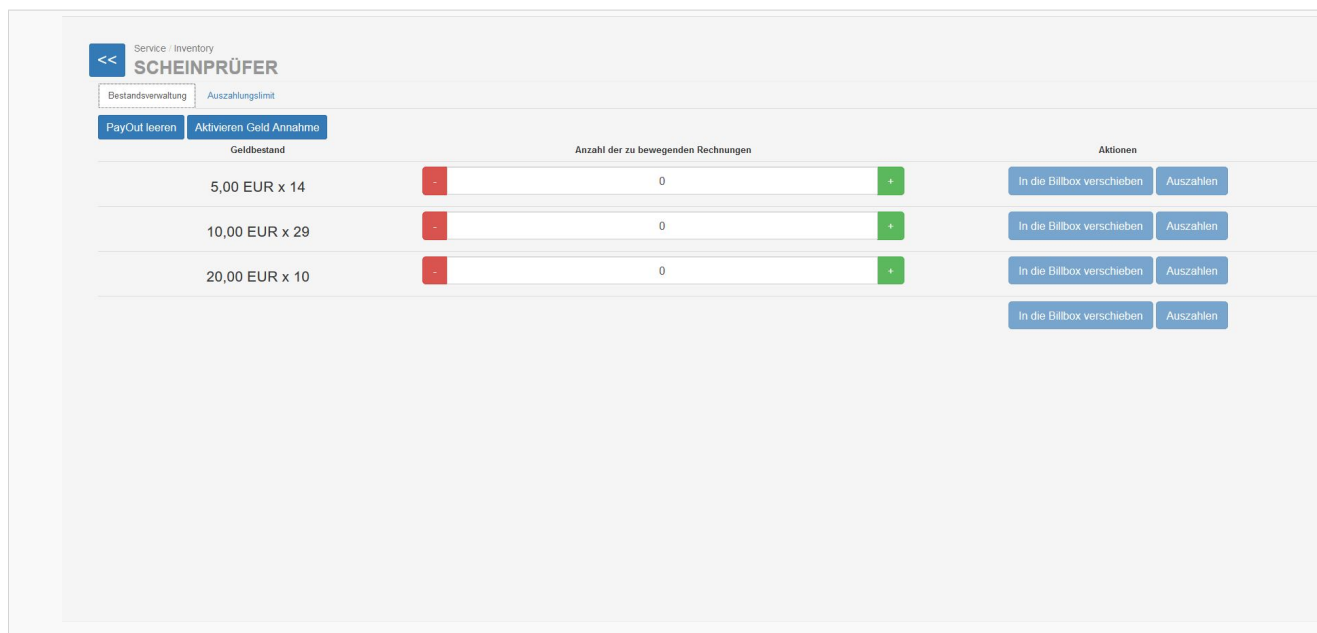 <<
Service / Inventory
SCHEINPRÜFER
Bestandsverwaltung Auszahlungslimit
PayOut leeren Aktivieren Geld Annahme
Geldbestand Anzahl der zu bewegenden Rechnungen Aktionen
5,00 EUR x 14 - 0 + In die Billbox verschieben Auszahlen
10,00 EUR x 29 - 0 + In die Billbox verschieben Auszahlen
20,00 EUR x 10 - 0 + In die Billbox verschieben Auszahlen
In die Billbox verschieben Auszahlen